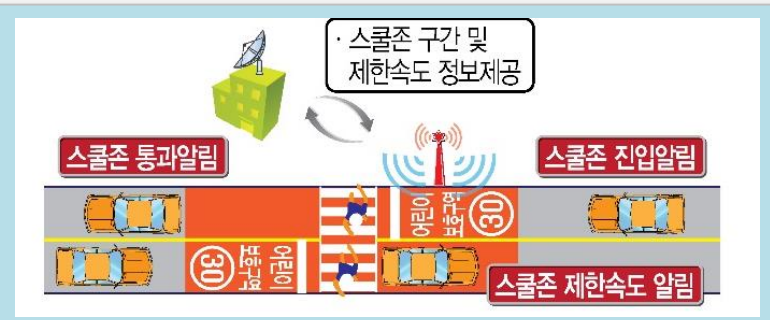 · 스쿨존 구간 및
제한속도 정보제공
스쿨존 통과알림
스쿨존 진입알림
어린이
보호구역
30
어린이
보호구역
30
스쿨존 제한속도 알림